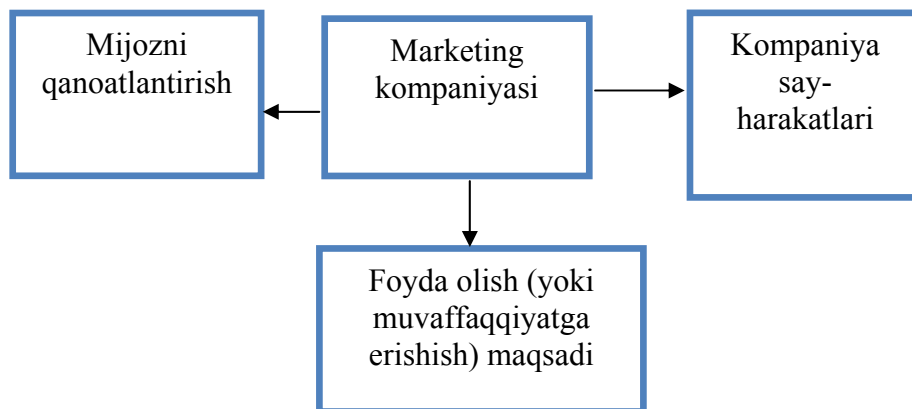 Mijozni
qanoatlantirish
Marketing
kompaniyasi
Kompaniya
say-
harakatlari
Foyda olish (yoki
muvaffaqqiyatga
erishish) maqsadi